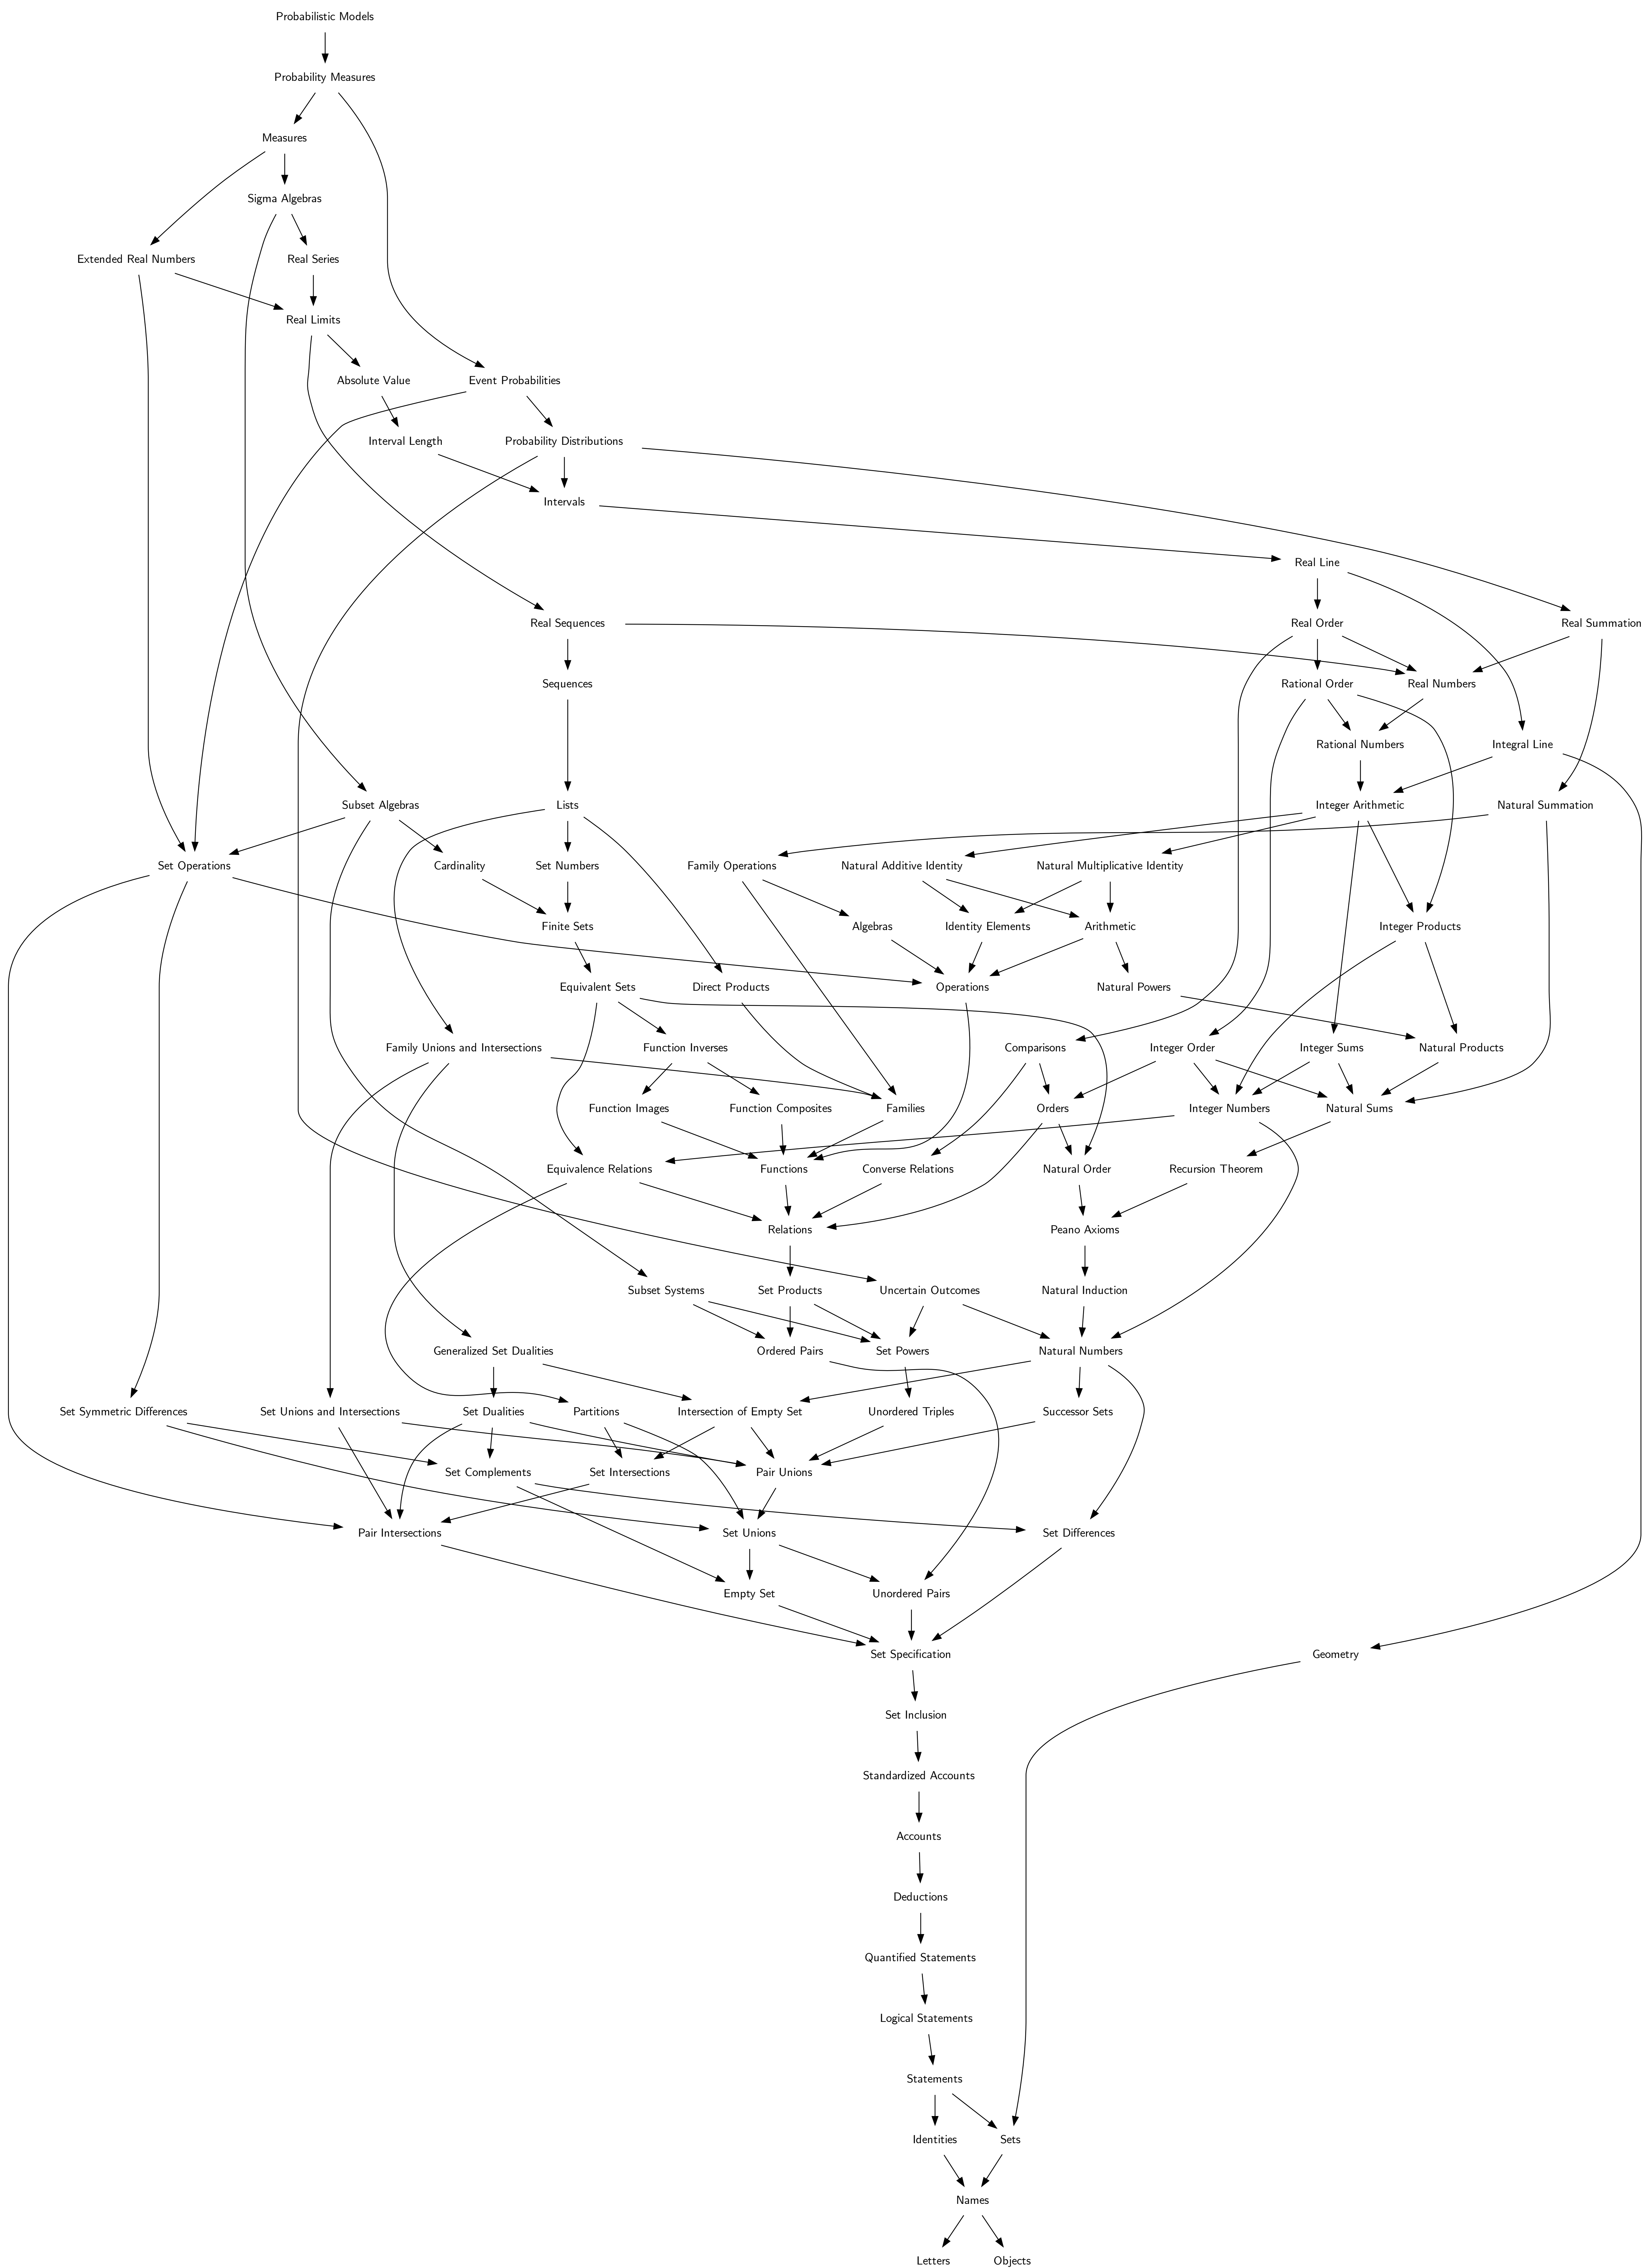 Probabilistic Models
Probability Measures
Measures
Sigma Algebras
Extended Real Numbers
Real Series
Real Limits
Absolute Value
Event Probabilities
Interval Length
Probability Distributions
Intervals
Real Line
Real Sequences
Real Order
Real Summation
Sequences
Rational Order
Real Numbers
Rational Numbers
Integral Line
Subset Algebras
Lists
Integer Arithmetic
Natural Summation
Set Operations
Cardinality
Set Numbers
Family Operations
Natural Additive Identity
Natural Multiplicative Identity
Finite Sets
Algebras
Identity Elements
Arithmetic
Integer Products
Equivalent Sets
Direct Products
Operations
Natural Powers
Family Unions and Intersections
Function Inverses
Comparisons
Integer Order
Integer Sums
Natural Products
Function Images
Function Composites
Families
Orders
Integer Numbers
Natural Sums
Equivalence Relations
Functions
Converse Relations
Natural Order
Recursion Theorem
Relations
Peano Axioms
Subset Systems
Set Products
Uncertain Outcomes
Natural Induction
Generalized Set Dualities
Ordered Pairs
Set Powers
Natural Numbers
Set Symmetric Differences
Set Unions and Intersections
Set Dualities
Partitions
Intersection of Empty Set
Unordered Triples
Successor Sets
Set Complements
Set Intersections
Pair Unions
Pair Intersections
Set Unions
Set Differences
Empty Set
Unordered Pairs
Set Specification
Geometry
Set Inclusion
Standardized Accounts
Accounts
Deductions
Quantified Statements
Logical Statements
Statements
Identities
Sets
Names
Letters
Objects